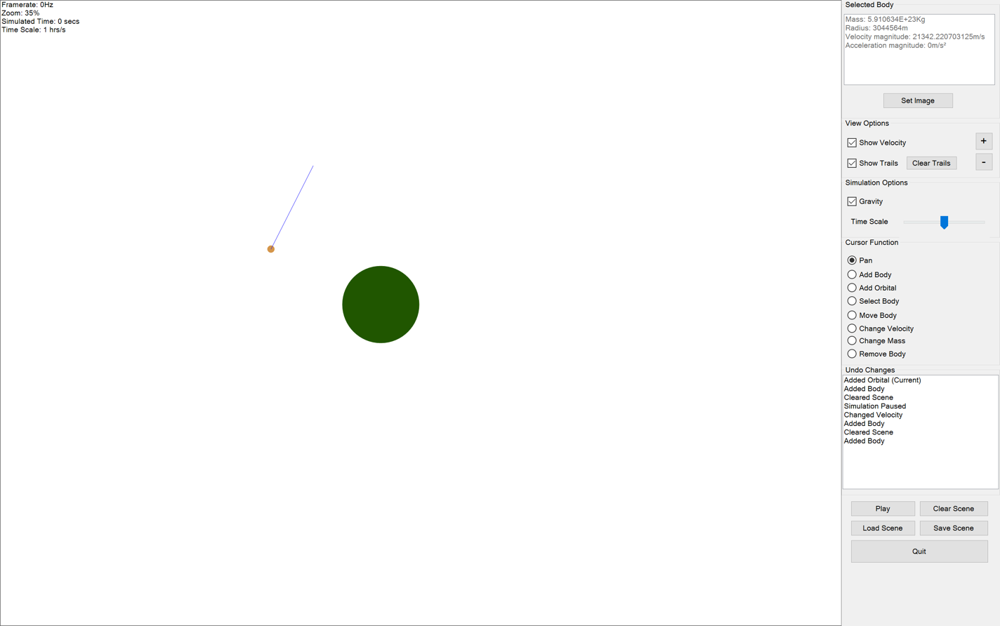 Framerate: 0Hz
Zoom: 35%
Simulated Time: 0 secs
Time Scale: 1 hrs/s
Selected Body
Mass: 5.910634E+23Kg
Radius: 3044564m
Velocity magnitude: 21342.220703125m/s
Acceleration magnitude: 0m/s²
Set Image
View Options
Show Velocity
+
Show Trails
Clear Trails
-
Simulation Options
Gravity
Time Scale
Cursor Function
Pan
Add Body
Add Orbital
Select Body
Move Body
Change Velocity
Change Mass
Remove Body
Undo Changes
Added Orbital (Current)
Added Body
Cleared Scene
Simulation Paused
Changed Velocity
Added Body
Cleared Scene
Added Body
Play
Clear Scene
Load Scene
Save Scene
Quit